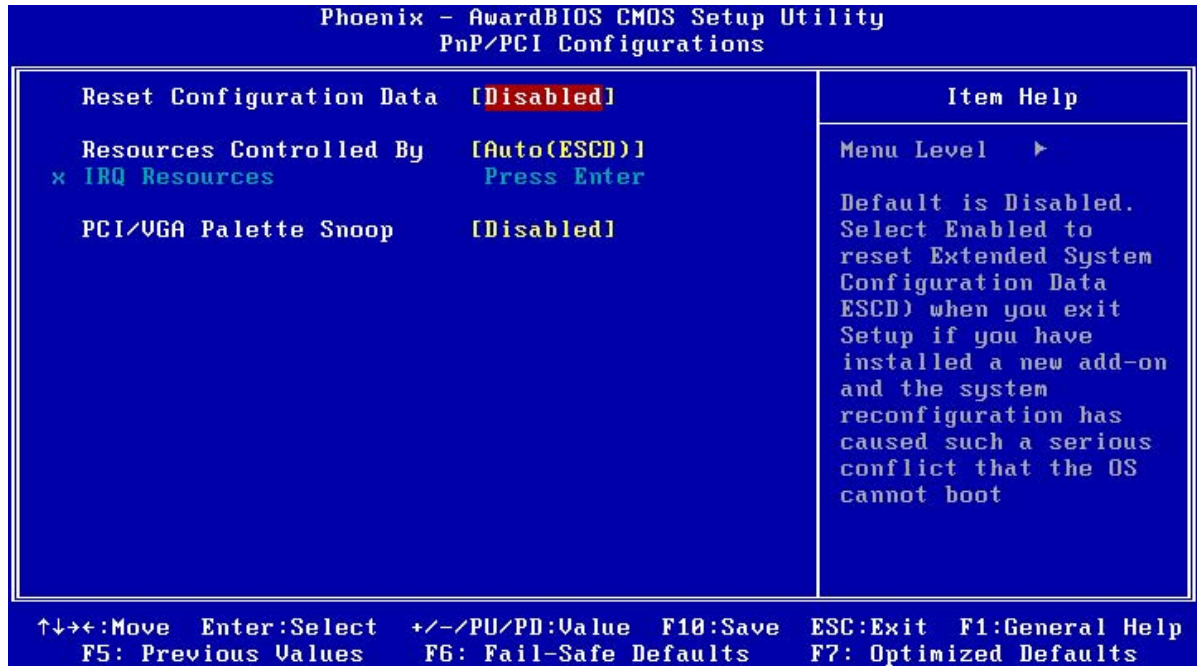 Phoenix - AwardBIOS CMOS Setup Utility
PnP/PCI Configurations
Reset Configuration Data [Disabled]
Resources Controlled By [Auto(ESCD)]
x IRQ Resources Press Enter
PCI/VGA Palette Snoop [Disabled]
Item Help
Menu Level ►
Default is Disabled.
Select Enabled to
reset Extended System
Configuration Data
ESCD) when you exit
Setup if you have
installed a new add-on
and the system
reconfiguration has
caused such a serious
conflict that the OS
cannot boot
↑↓→←:Move Enter:Select +/-/PU/PD:Value F10:Save ESC:Exit F1:General Help
F5: Previous Values F6: Fail-Safe Defaults F7: Optimized Defaults